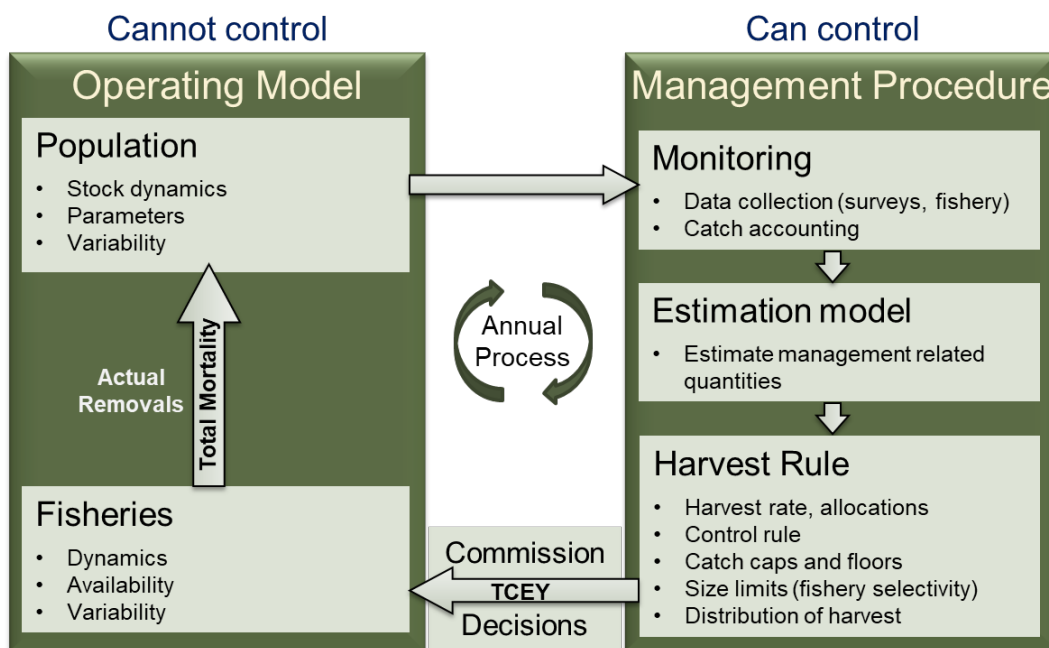 Cannot control
Can control
Operating Model
Population
• Stock dynamics
• Parameters
• Variability
Actual
Removals
Total Mortality
Fisheries
• Dynamics
• Availability
• Variability
Annual
Process
Commission
TCEY
Decisions
Management Procedure
Monitoring
• Data collection (surveys, fishery)
• Catch accounting
Estimation model
• Estimate management related
quantities
Harvest Rule
• Harvest rate, allocations
• Control rule
• Catch caps and floors
• Size limits (fishery selectivity)
• Distribution of harvest